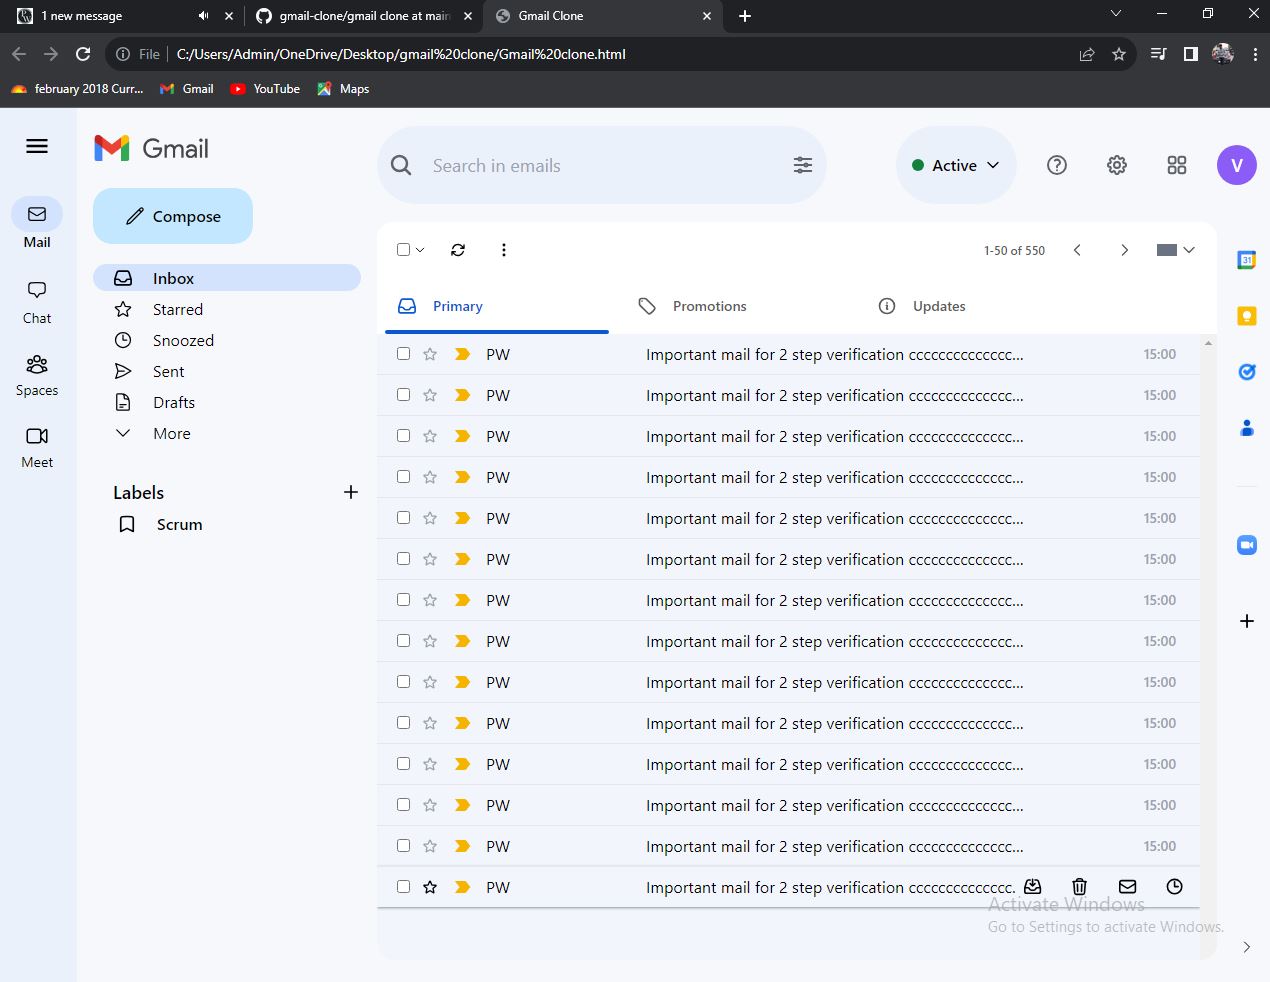 1 new message
gmail-clone/gmail clone at main
Gmail Clone
File
C:/Users/Admin/OneDrive/Desktop/gmail%20clone/Gmail%20clone.html
february 2018 Curr...
Gmail
YouTube
Maps
Gmail
Search in emails
Active
V
Compose
Mail
Chat
Spaces
Meet
Inbox
Starred
Snoozed
Sent
Drafts
More
Labels
Scrum
1-50 of 550
31
Primary
Promotions
Updates
PW Important mail for 2 step verification cccccccccccccc... 15:00
PW Important mail for 2 step verification cccccccccccccc... 15:00
PW Important mail for 2 step verification cccccccccccccc... 15:00
PW Important mail for 2 step verification cccccccccccccc... 15:00
PW Important mail for 2 step verification cccccccccccccc... 15:00
PW Important mail for 2 step verification cccccccccccccc... 15:00
PW Important mail for 2 step verification cccccccccccccc... 15:00
PW Important mail for 2 step verification cccccccccccccc... 15:00
PW Important mail for 2 step verification cccccccccccccc... 15:00
PW Important mail for 2 step verification cccccccccccccc... 15:00
PW Important mail for 2 step verification cccccccccccccc... 15:00
PW Important mail for 2 step verification cccccccccccccc... 15:00
PW Important mail for 2 step verification cccccccccccccc... 15:00
PW Important mail for 2 step verification cccccccccccccc.
Activate Windows
Go to Settings to activate Windows.